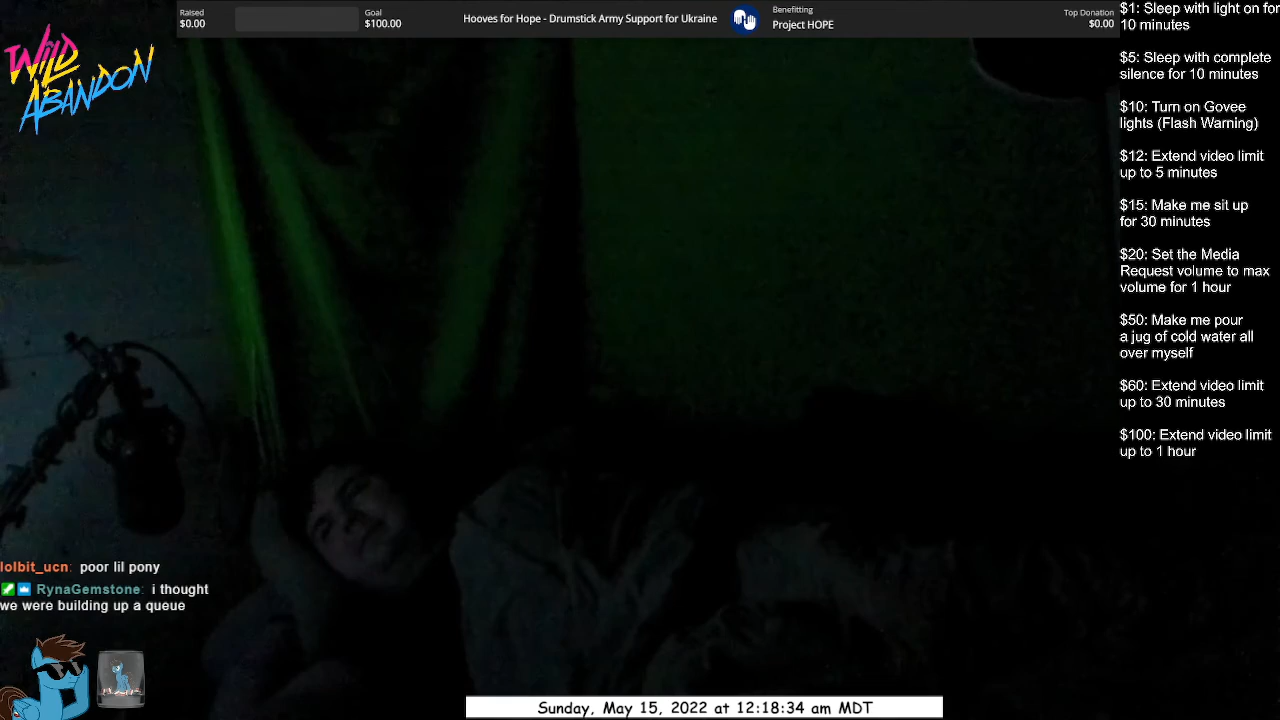 Raised
$0.00
Goal
$100.00
Hooves for Hope - Drumstick Army Support for Ukraine
Benefitting
Project HOPE
Top Donation
$0.00
WILD
ABANDON
$1: Sleep with light on for
10 minutes
$5: Sleep with complete
silence for 10 minutes
$10: Turn on Govee
lights (Flash Warning)
$12: Extend video limit
up to 5 minutes
$15: Make me sit up
for 30 minutes
$20: Set the Media
Request volume to max
volume for 1 hour
$50: Make me pour
a jug of cold water all
over myself
$60: Extend video limit
up to 30 minutes
$100: Extend video limit
up to 1 hour
lolbit_ucn: poor lil pony
RynaGemstone: i thought
we were building up a queue
Sunday, May 15, 2022 at 12:18:34 am MDT